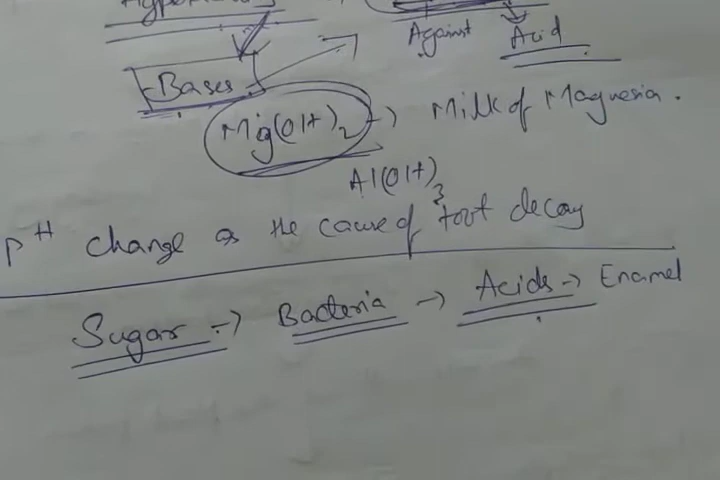 Against Acid
Bases
Mg(OH)2 → Milk of Magnesia.
Al(OH)3
PH change as the cause of toot decay
Sugar → Bacteria → Acids → Enamel